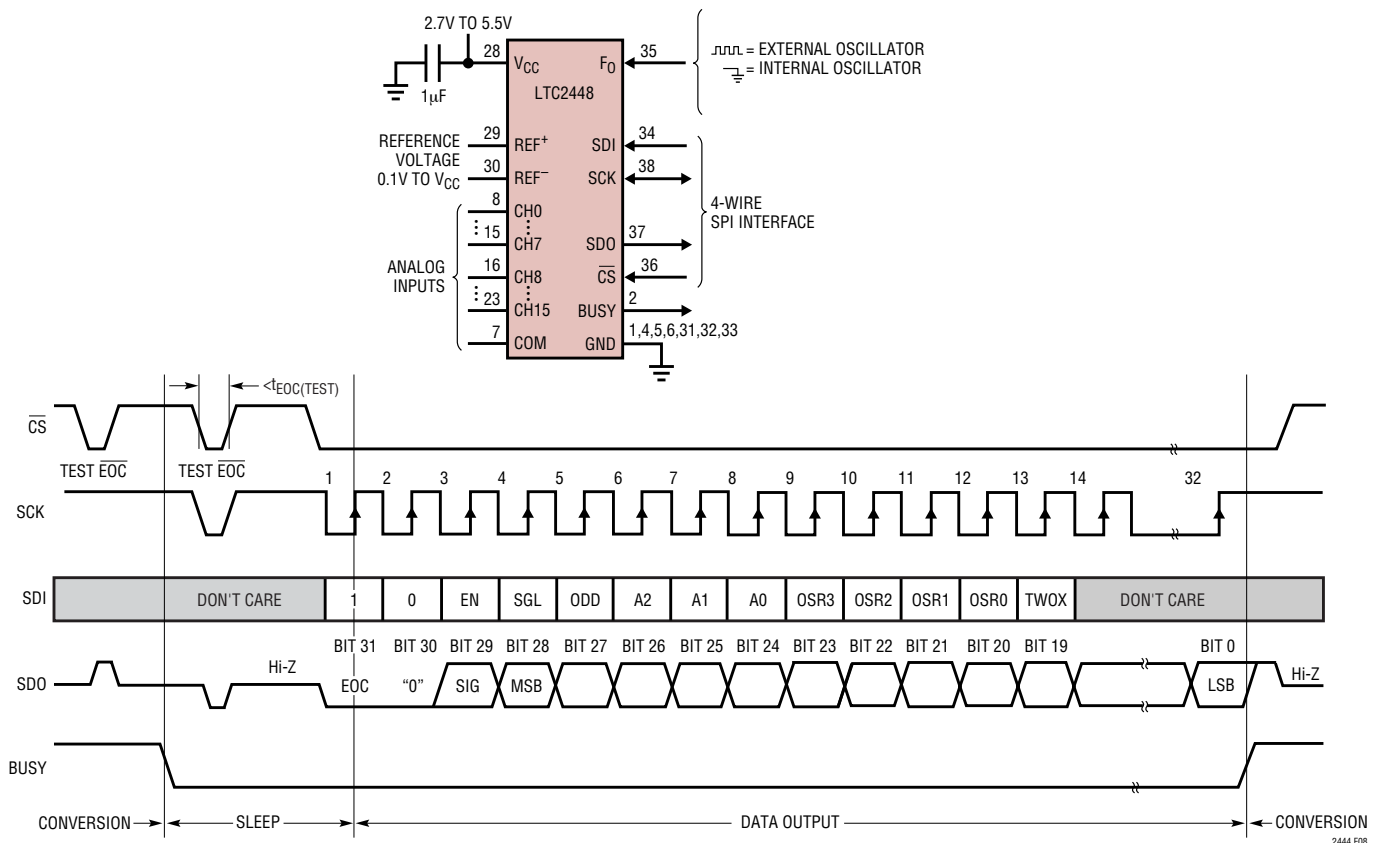 2.7V TO 5.5V
1µF
28
VCC
FO
35
= EXTERNAL OSCILLATOR
= INTERNAL OSCILLATOR
LTC2448
REFERENCE
VOLTAGE
0.1V TO VCC
29
REF+
30
REF–
SDI
34
SCK
38
SDO
37
CS
36
4-WIRE
SPI INTERFACE
ANALOG
INPUTS
8
CH0
15
CH7
16
CH8
23
CH15
7
COM
BUSY
2
GND
1,4,5,6,31,32,33
<tEOC(TEST)
CS
TEST EOC
TEST EOC
1 2 3 4 5 6 7 8 9 10 11 12 13 14 32
SCK
SDI
DON'T CARE 1 0 EN SGL ODD A2 A1 A0 OSR3 OSR2 OSR1 OSR0 TWOX DON'T CARE
BIT 31 BIT 30 BIT 29 BIT 28 BIT 27 BIT 26 BIT 25 BIT 24 BIT 23 BIT 22 BIT 21 BIT 20 BIT 19 BIT 0
SDO
Hi-Z EOC “0” SIG MSB LSB Hi-Z
BUSY
CONVERSION SLEEP DATA OUTPUT CONVERSION
2444 F08